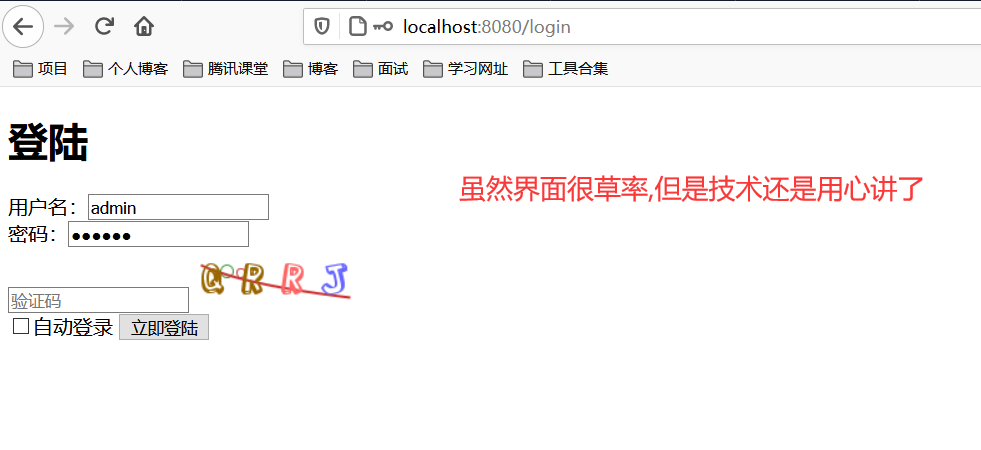 localhost:8080/login
项目 个人博客 腾讯课堂 博客 面试 学习网址 工具合集
登陆
虽然界面很草率,但是技术还是用心讲了
用户名：admin
密码：●●●●●●
验证码 QRRJ
自动登录 立即登陆